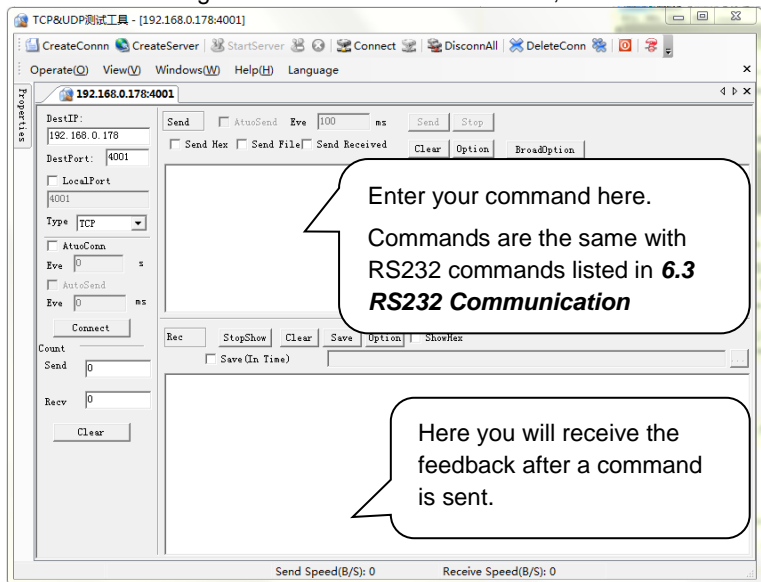 TCP&UDP测试工具 - [192.168.0.178:4001]
CreateConnn CreateServer StartServer Connect DisconnAll DeleteConn
Operate(O) View(V) Windows(W) Help(H) Language
Properties
192.168.0.178:4001
DestIP:
192.168.0.178
DestPort: 4001
LocalPort
4001
Type TCP
AtuoConn
Eve 0 s
AutoSend
Eve 0 ms
Connect
Count
Send 0
Recv 0
Clear
Send AtuoSend Eve 100 ms Send Stop
Send Hex Send File Send Received Clear Option BroadOption
Enter your command here.
Commands are the same with
RS232 commands listed in 6.3
RS232 Communication
Rec StopShow Clear Save Option ShowHex
Save(In Time) ...
Here you will receive the
feedback after a command
is sent.
Send Speed(B/S): 0 Receive Speed(B/S): 0